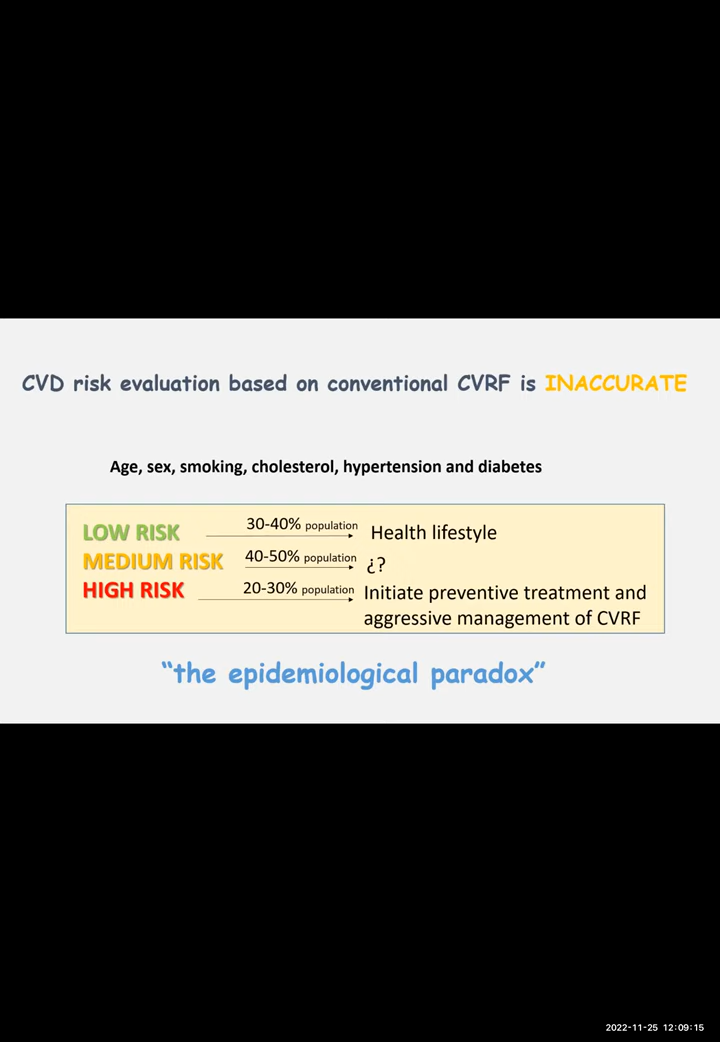 CVD risk evaluation based on conventional CVRF is INACCURATE
Age, sex, smoking, cholesterol, hypertension and diabetes
LOW RISK 30-40% population Health lifestyle
MEDIUM RISK 40-50% population ¿?
HIGH RISK 20-30% population Initiate preventive treatment and
aggressive management of CVRF
“the epidemiological paradox”
2022-11-25 12:09:15